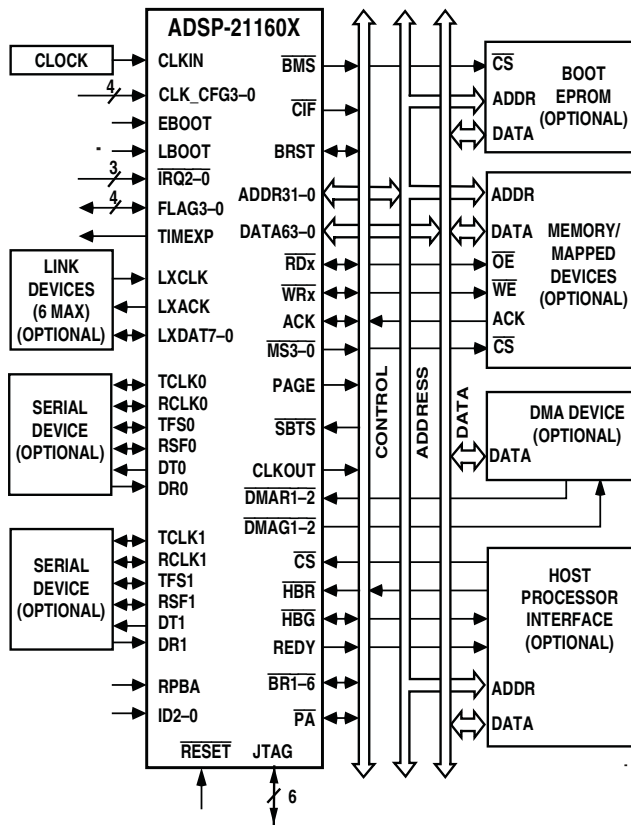 ADSP-21160X
CLOCK
CLKIN
4
CLK_CFG3–0
EBOOT
LBOOT
3
IRQ2–0
4
FLAG3–0
TIMEXP
LINK
DEVICES
(6 MAX)
(OPTIONAL)
LXCLK
LXACK
LXDAT7–0
SERIAL
DEVICE
(OPTIONAL)
TCLK0
RCLK0
TFS0
RSF0
DT0
DR0
SERIAL
DEVICE
(OPTIONAL)
TCLK1
RCLK1
TFS1
RSF1
DT1
DR1
RPBA
ID2–0
RESET
JTAG
6
BMS
CIF
BRST
ADDR31–0
DATA63–0
RDx
WRx
ACK
MS3–0
PAGE
SBTS
CLKOUT
DMAR1–2
DMAG1–2
CS
HBR
HBG
REDY
BR1–6
PA
CONTROL
ADDRESS
DATA
CS
ADDR
DATA
BOOT
EPROM
(OPTIONAL)
ADDR
DATA
OE
WE
ACK
CS
MEMORY/
MAPPED
DEVICES
(OPTIONAL)
DMA DEVICE
(OPTIONAL)
DATA
HOST
PROCESSOR
INTERFACE
(OPTIONAL)
ADDR
DATA